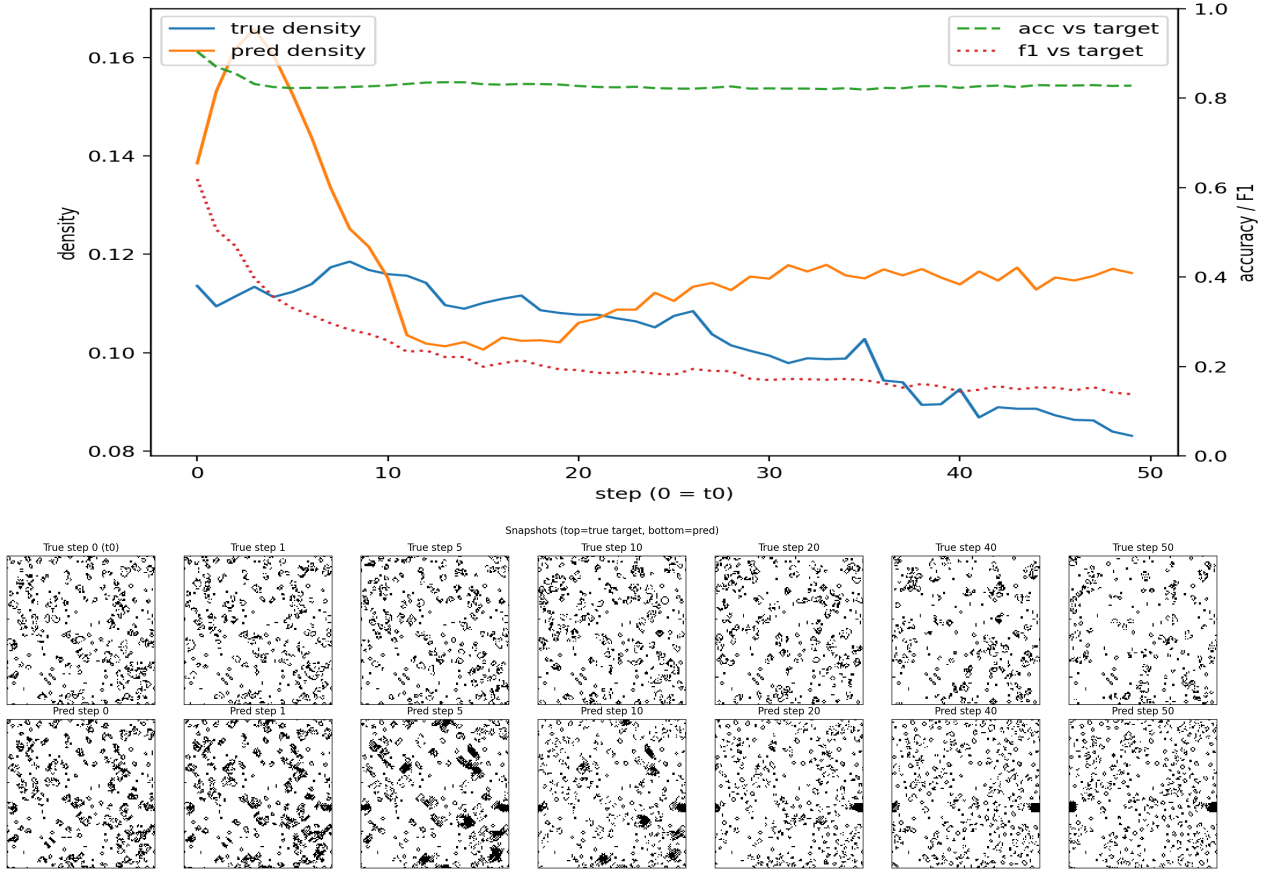 true density
pred density
acc vs target
f1 vs target
0.16
0.14
0.12
0.10
0.08
density
1.0
0.8
0.6
0.4
0.2
0.0
accuracy / F1
0 10 20 30 40 50
step (0 = t0)
Snapshots (top=true target, bottom=pred)
True step 0 (t0) True step 1 True step 5 True step 10 True step 20 True step 40 True step 50
Pred step 0 Pred step 1 Pred step 5 Pred step 10 Pred step 20 Pred step 40 Pred step 50